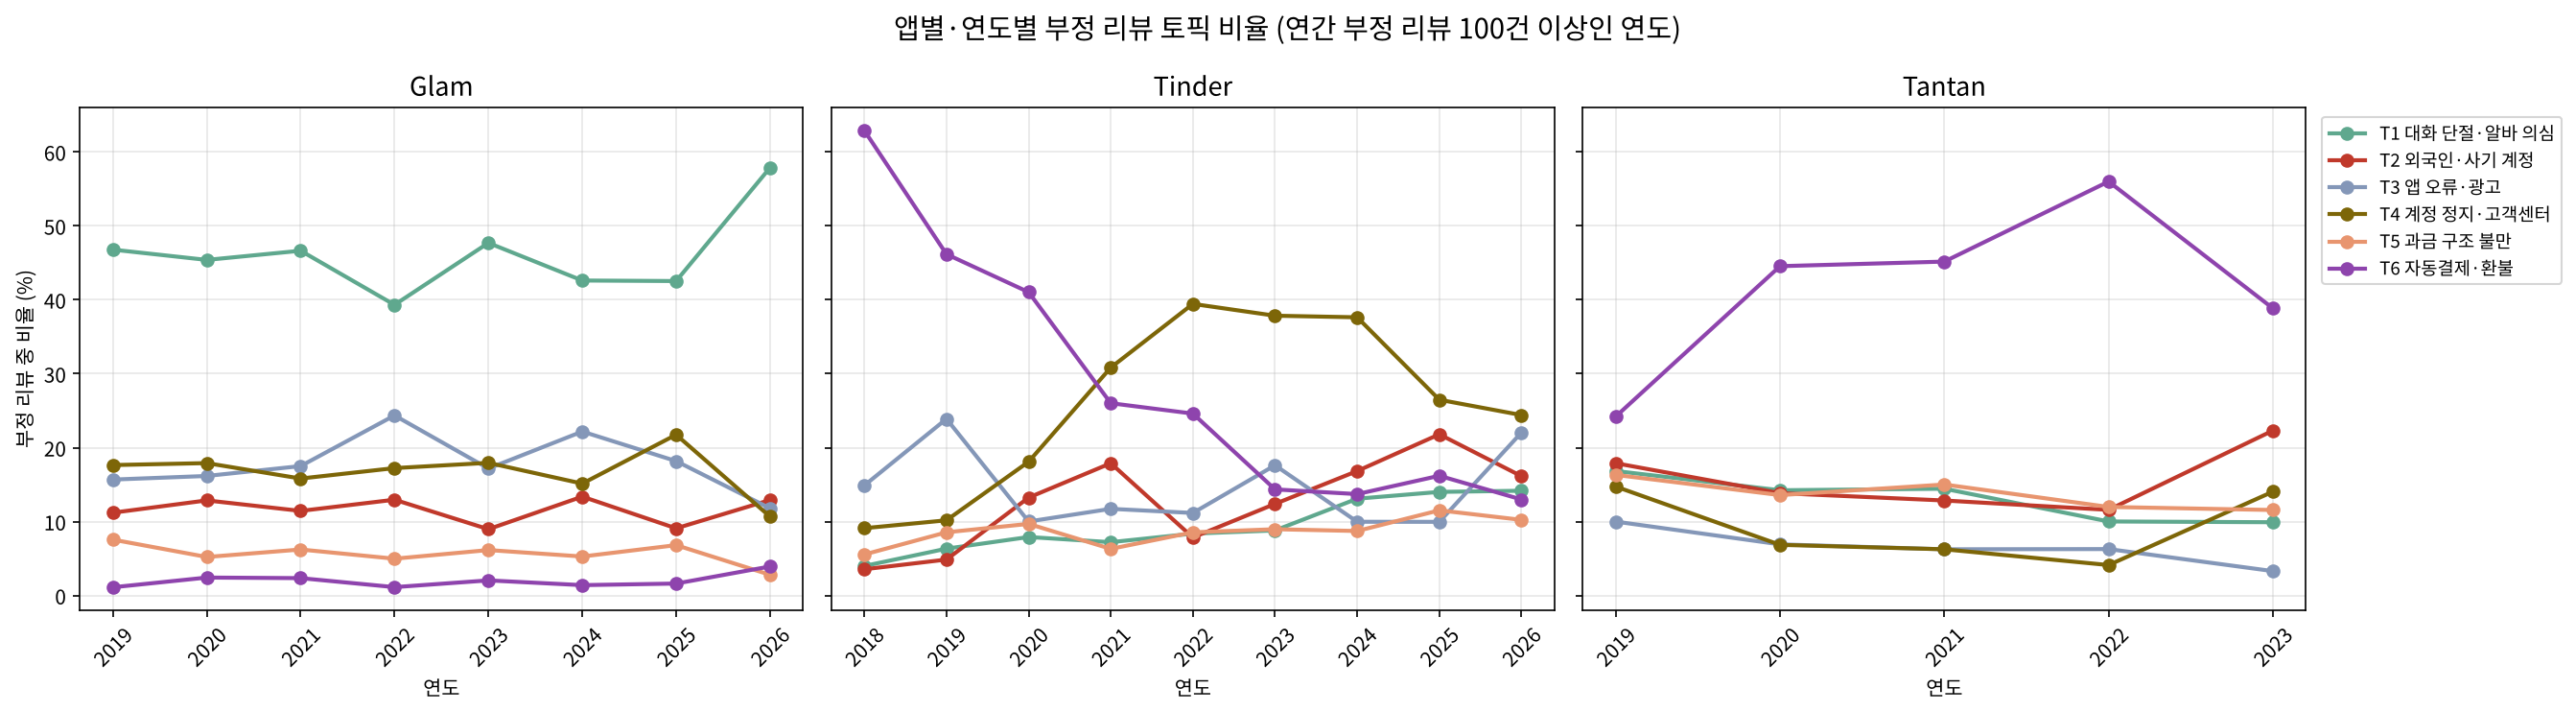 앱별·연도별 부정 리뷰 토픽 비율 (연간 부정 리뷰 100건 이상인 연도)
Glam
Tinder
Tantan
부정 리뷰 중 비율 (%)
60
50
40
30
20
10
0
2019 2020 2021 2022 2023 2024 2025 2026
연도
2018 2019 2020 2021 2022 2023 2024 2025 2026
연도
2019 2020 2021 2022 2023
연도
T1 대화 단절·알바 의심
T2 외국인·사기 계정
T3 앱 오류·광고
T4 계정 정지·고객센터
T5 과금 구조 불만
T6 자동결제·환불